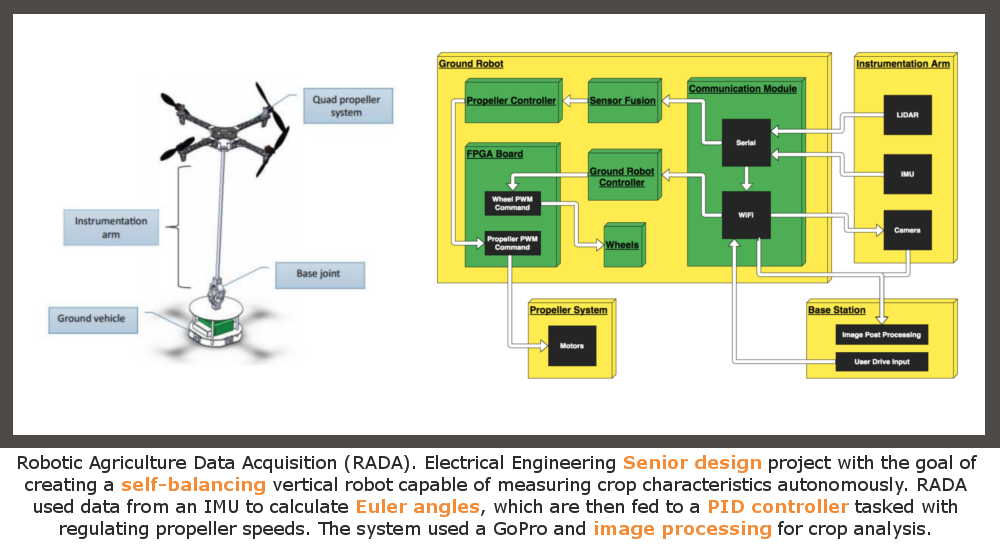 Quad propeller
system
Instrumentation
arm
Base joint
Ground vehicle
Ground Robot
Propeller Controller
Sensor Fusion
Communication Module
Serial
FPGA Board
Ground Robot
Controller
Wheel PWM
Command
WiFi
Propeller PWM
Command
Wheels
Instrumentation Arm
LiDAR
IMU
Camera
Propeller System
Motors
Base Station
Image Post Processing
User Drive Input
Robotic Agriculture Data Acquisition (RADA). Electrical Engineering Senior design project with the goal of
creating a self-balancing vertical robot capable of measuring crop characteristics autonomously. RADA
used data from an IMU to calculate Euler angles, which are then fed to a PID controller tasked with
regulating propeller speeds. The system used a GoPro and image processing for crop analysis.